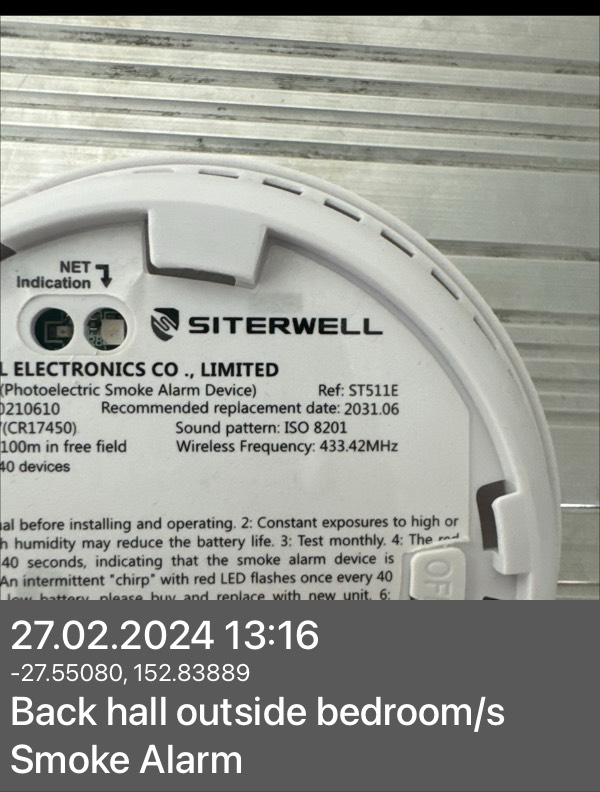 NET
Indication
SITERWELL
L ELECTRONICS CO ., LIMITED
(Photoelectric Smoke Alarm Device) Ref: ST511E
0210610 Recommended replacement date: 2031.06
(CR17450) Sound pattern: ISO 8201
100m in free field Wireless Frequency: 433.42MHz
40 devices
al before installing and operating. 2: Constant exposures to high or
h humidity may reduce the battery life. 3: Test monthly. 4: The red
40 seconds, indicating that the smoke alarm device is
An intermittent "chirp" with red LED flashes once every 40
low battery, please buy and replace with new unit. 6:
OF
27.02.2024 13:16
-27.55080, 152.83889
Back hall outside bedroom/s
Smoke Alarm